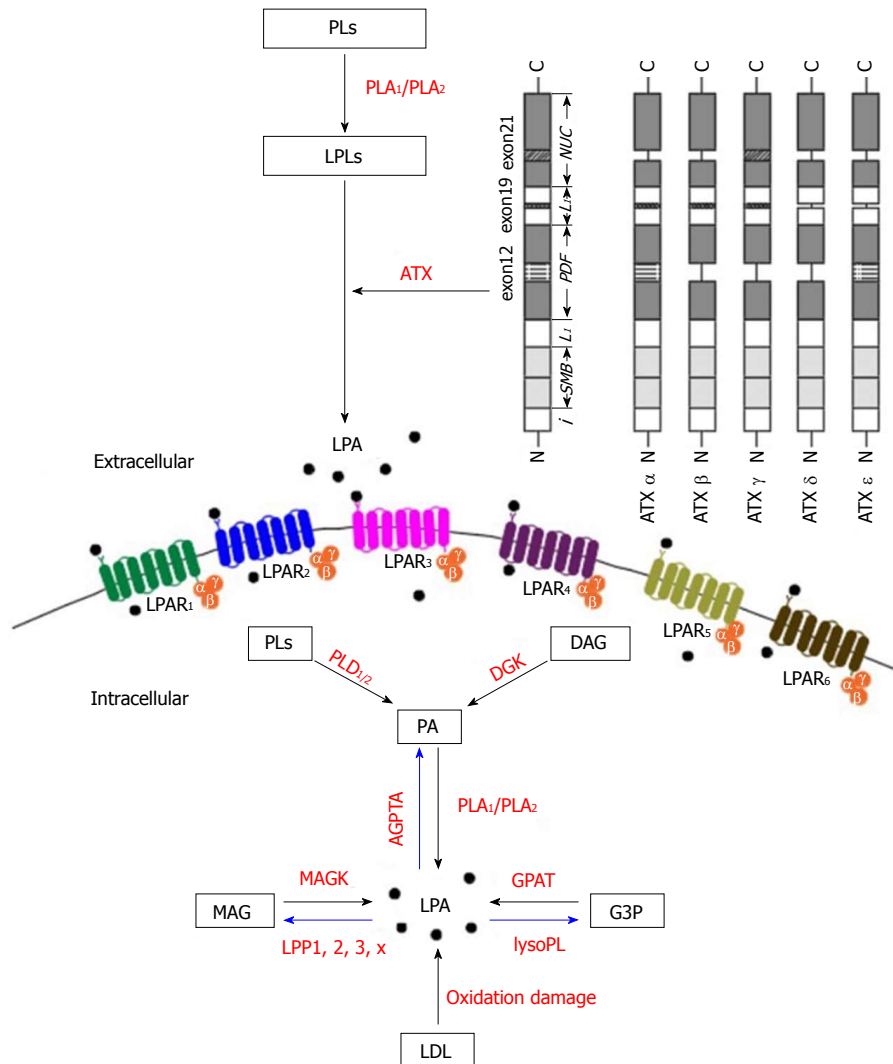 PLs
PLA₁/PLA₂
LPLs
ATX
LPA
Extracellular
C
exon21
exon19
exon12
NUC
PDF
L₁
SMB
i
N
C
C
C
C
C
N
N
N
N
N
ATX α
ATX β
ATX γ
ATX δ
ATX ε
LPAR₁
α
γ
β
LPAR₂
α
γ
β
LPAR₃
α
γ
β
LPAR₄
α
γ
β
LPAR₅
α
γ
β
LPAR₆
α
γ
β
Intracellular
PLs
DAG
PLD₁/₂
DGK
PA
AGPTA
PLA₁/PLA₂
MAGK
GPAT
MAG
LPA
G3P
LPP1, 2, 3, x
lysoPL
Oxidation damage
LDL